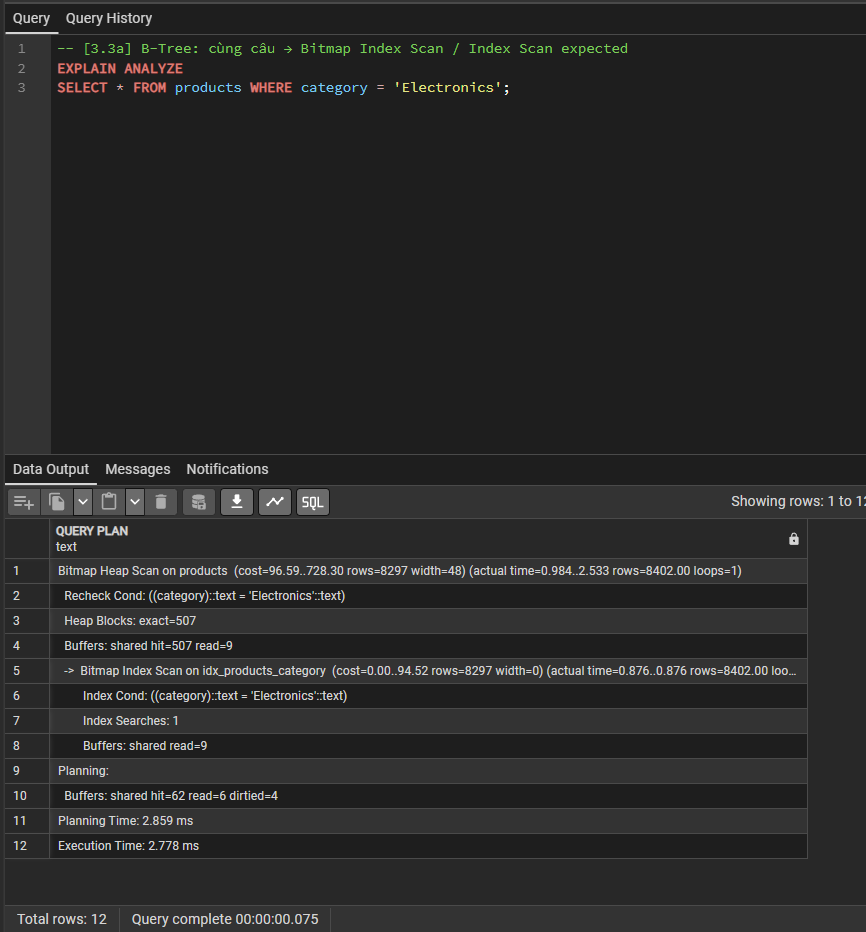 Query Query History
1 -- [3.3a] B-Tree: cùng câu → Bitmap Index Scan / Index Scan expected
2 EXPLAIN ANALYZE
3 SELECT * FROM products WHERE category = 'Electronics';
Data Output Messages Notifications
SQL Showing rows: 1 to 12
QUERY PLAN
text
1 Bitmap Heap Scan on products (cost=96.59..728.30 rows=8297 width=48) (actual time=0.984..2.533 rows=8402.00 loops=1)
2 Recheck Cond: ((category)::text = 'Electronics'::text)
3 Heap Blocks: exact=507
4 Buffers: shared hit=507 read=9
5 -> Bitmap Index Scan on idx_products_category (cost=0.00..94.52 rows=8297 width=0) (actual time=0.876..0.876 rows=8402.00 loo...
6 Index Cond: ((category)::text = 'Electronics'::text)
7 Index Searches: 1
8 Buffers: shared read=9
9 Planning:
10 Buffers: shared hit=62 read=6 dirtied=4
11 Planning Time: 2.859 ms
12 Execution Time: 2.778 ms
Total rows: 12 Query complete 00:00:00.075